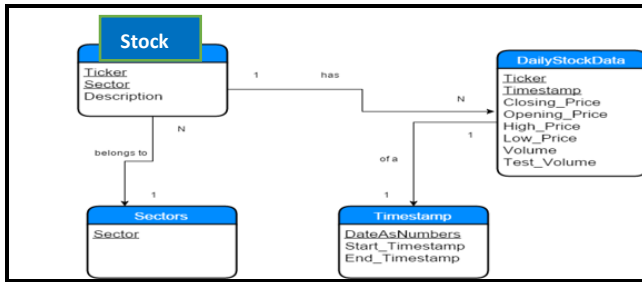 Stock
Ticker
Sector
Description
1
has
N
DailyStockData
Ticker
Timestamp
Closing_Price
Opening_Price
High_Price
Low_Price
Volume
Test_Volume
N
belongs to
1
1
of a
1
Sectors
Sector
Timestamp
DateAsNumbers
Start_Timestamp
End_Timestamp